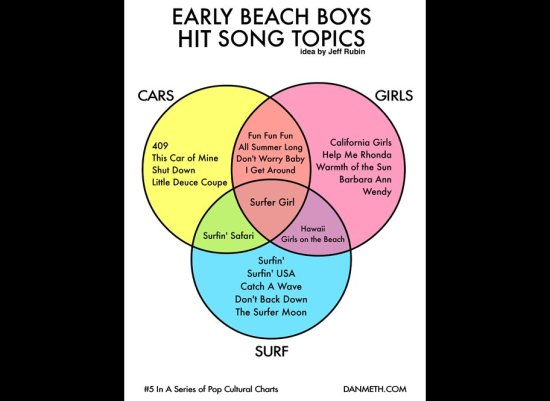 EARLY BEACH BOYS
HIT SONG TOPICS
idea by Jeff Rubin
CARS
GIRLS
409
This Car of Mine
Shut Down
Little Deuce Coupe
Fun Fun Fun
All Summer Long
Don't Worry Baby
I Get Around
California Girls
Help Me Rhonda
Warmth of the Sun
Barbara Ann
Wendy
Surfer Girl
Surfin' Safari
Hawaii
Girls on the Beach
Surfin'
Surfin' USA
Catch A Wave
Don't Back Down
The Surfer Moon
SURF
#5 In A Series of Pop Cultural Charts
DANMETH.COM